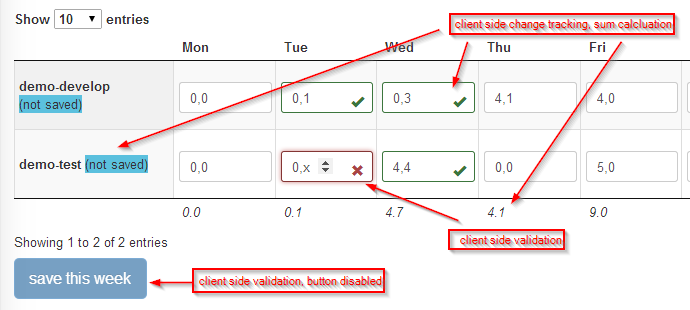 Show 10 entries
client side change tracking, sum calcluation
Mon Tue Wed Thu Fri
demo-develop
(not saved)
0,0 0,1 0,3 4,1 4,0
demo-test (not saved)
0,0 0,x 4,4 0,0 5,0
0.0 0.1 4.7 4.1 9.0
client side validation
Showing 1 to 2 of 2 entries
save this week
client side validation, button disabled